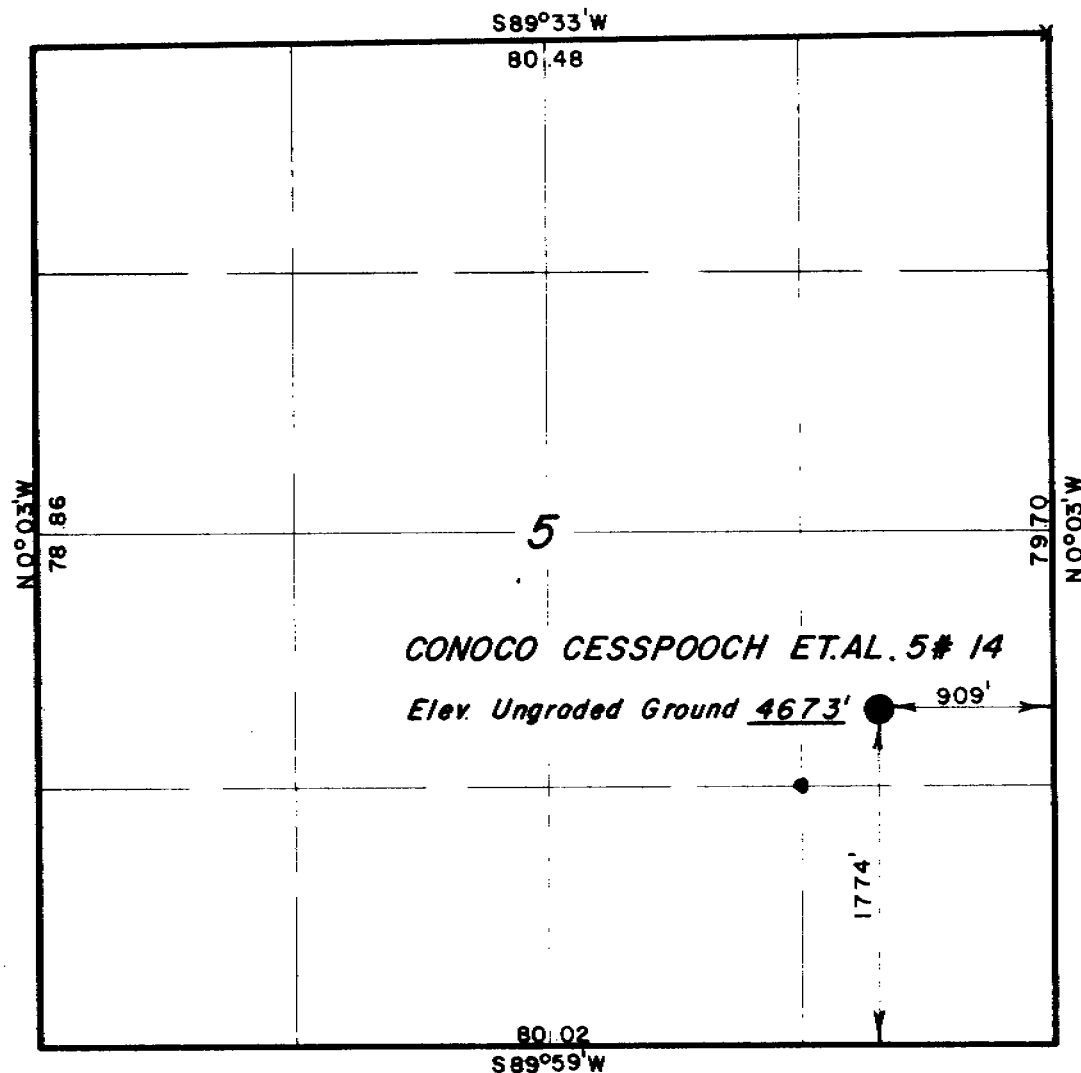 S89°33'W
80.48
N0°03'W
78.86
5
79.70
N0°03'W
CONOCO CESSPOOCH ET.AL. 5# 14
Elev. Ungraded Ground 4673'
909'
1774'
80.02
S89°59'W